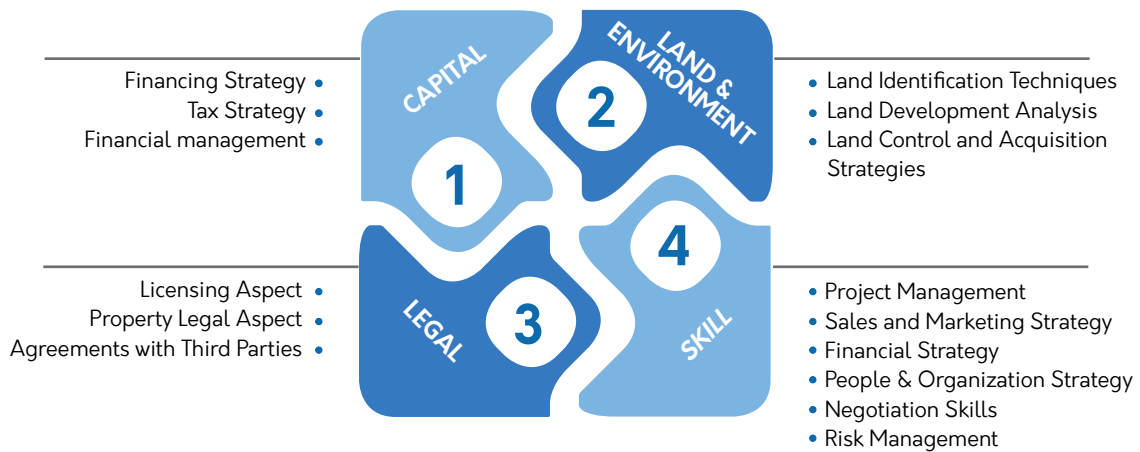 CAPITAL
1
Financing Strategy •
Tax Strategy •
Financial management •
LAND &
ENVIRONMENT
2
• Land Identification Techniques
• Land Development Analysis
• Land Control and Acquisition
Strategies
LEGAL
3
Licensing Aspect •
Property Legal Aspect •
Agreements with Third Parties •
SKILL
4
• Project Management
• Sales and Marketing Strategy
• Financial Strategy
• People & Organization Strategy
• Negotiation Skills
• Risk Management